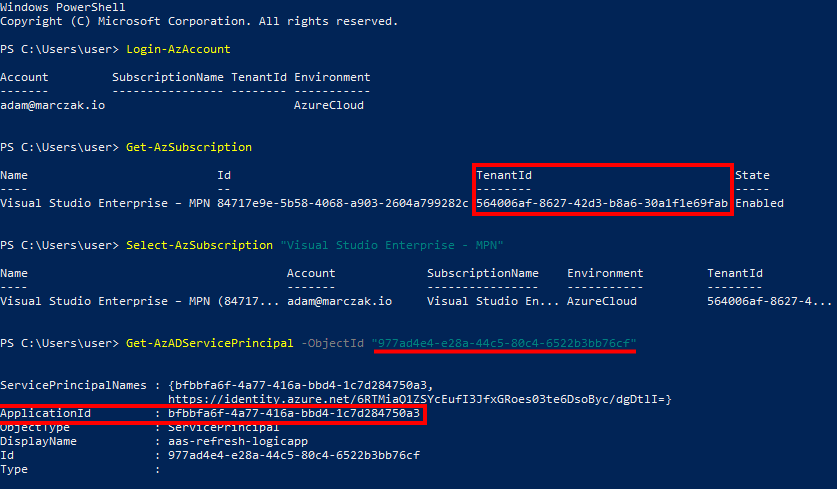 Windows PowerShell
Copyright (C) Microsoft Corporation. All rights reserved.
PS C:\Users\user> Login-AzAccount
Account SubscriptionName TenantId Environment
------- ---------------- -------- -----------
adam@marczak.io AzureCloud
PS C:\Users\user> Get-AzSubscription
Name Id TenantId State
---- -- -------- -----
Visual Studio Enterprise – MPN 84717e9e-5b58-4068-a903-2604a799282c 564006af-8627-42d3-b8a6-30a1f1e69fab Enabled
PS C:\Users\user> Select-AzSubscription "Visual Studio Enterprise - MPN"
Name Account SubscriptionName Environment TenantId
---- ------- ---------------- ----------- --------
Visual Studio Enterprise – MPN (84717... adam@marczak.io Visual Studio En... AzureCloud 564006af-8627-4...
PS C:\Users\user> Get-AzADServicePrincipal -ObjectId "977ad4e4-e28a-44c5-80c4-6522b3bb76cf"
ServicePrincipalNames : {bfbbfa6f-4a77-416a-bbd4-1c7d284750a3,
https://identity.azure.net/6RTMiaQ1ZSYcEufI3JfxGRoes03te6DsoByc/dgDtlI=}
ApplicationId : bfbbfa6f-4a77-416a-bbd4-1c7d284750a3
ObjectType : ServicePrincipal
DisplayName : aas-refresh-logicapp
Id : 977ad4e4-e28a-44c5-80c4-6522b3bb76cf
Type :